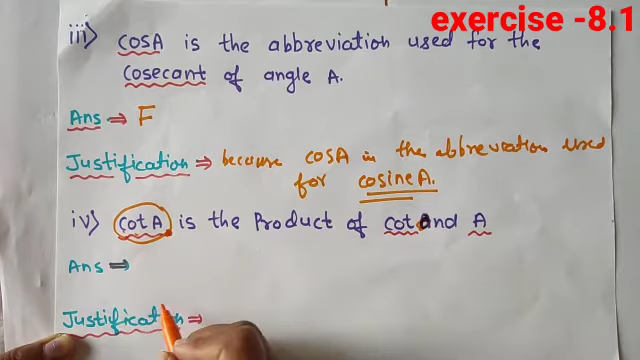 exercise -8.1
iii> COSA is the abbreviation used for the
cosecant of angle A.
Ans ⇒ F
Justification ⇒ because COSA in the abbreviation used
for cosine A.
iv> Cot A is the Product of cot and A
Ans ⇒
Justification ⇒